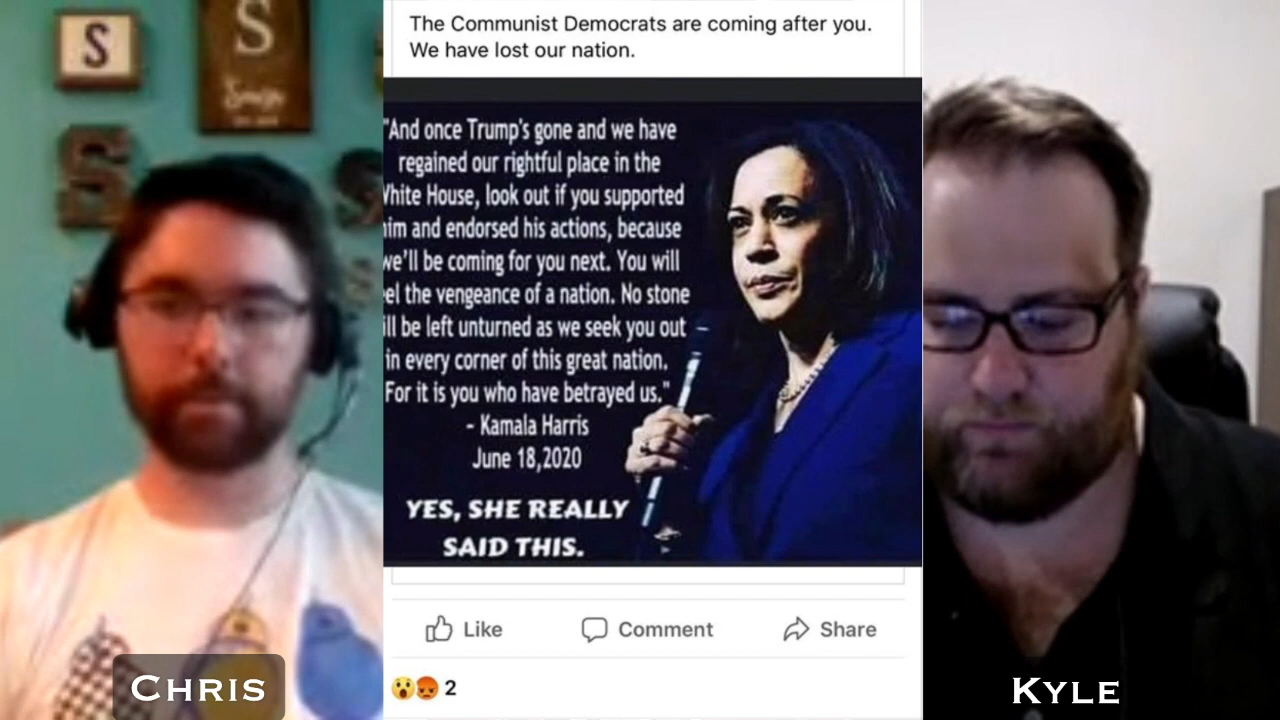 S
S
The Communist Democrats are coming after you.
We have lost our nation.
"And once Trump's gone and we have
regained our rightful place in the
White House, look out if you supported
him and endorsed his actions, because
we'll be coming for you next. You will
feel the vengeance of a nation. No stone
will be left unturned as we seek you out
in every corner of this great nation.
For it is you who have betrayed us."
- Kamala Harris
June 18,2020
YES, SHE REALLY
SAID THIS.
Like
Comment
Share
2
CHRIS
KYLE